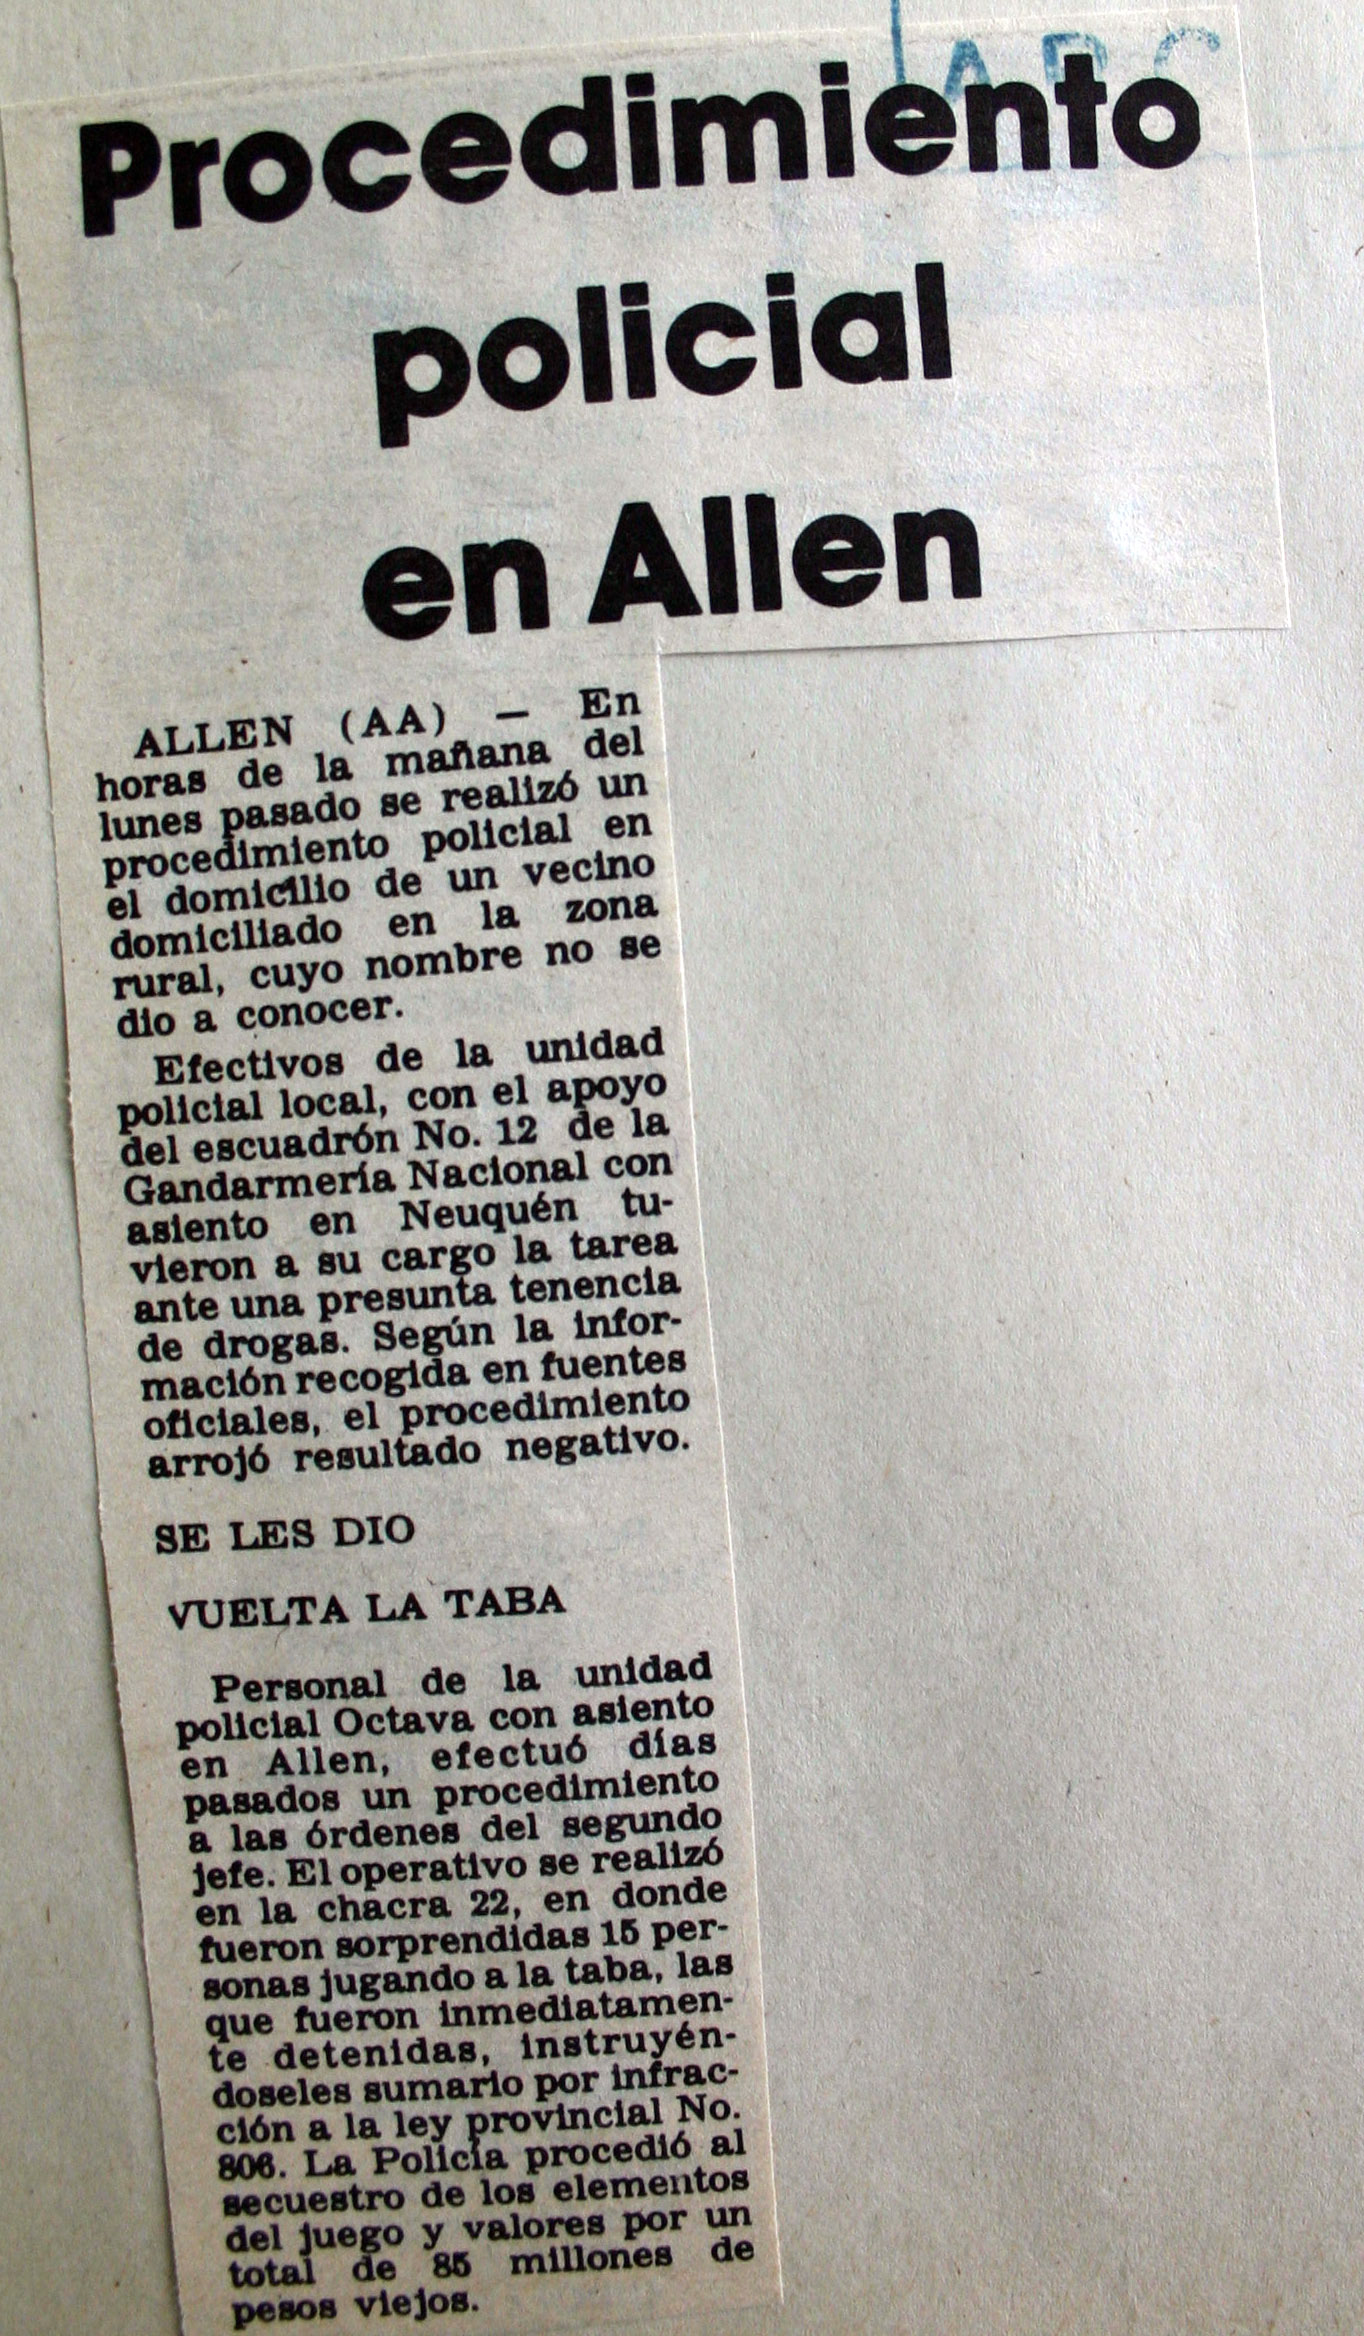 ABC
Procedimiento
policial
en Allen
ALLEN (AA) — En
horas de la mañana del
lunes pasado se realizó un
procedimiento policial en
el domicilio de un vecino
domiciliado en la zona
rural, cuyo nombre no se
dio a conocer.
Efectivos de la unidad
policial local, con el apoyo
del escuadrón No. 12 de la
Gandarmería Nacional con
asiento en Neuquén tu-
vieron a su cargo la tarea
ante una presunta tenencia
de drogas. Según la infor-
mación recogida en fuentes
oficiales, el procedimiento
arrojó resultado negativo.
SE LES DIO
VUELTA LA TABA
Personal de la unidad
policial Octava con asiento
en Allen, efectuó días
pasados un procedimiento
a las órdenes del segundo
jefe. El operativo se realizó
en la chacra 22, en donde
fueron sorprendidas 15 per-
sonas jugando a la taba, las
que fueron inmediatamen-
te detenidas, instruyén-
doseles sumario por infrac-
ción a la ley provincial No.
806. La Policía procedió al
secuestro de los elementos
del juego y valores por un
total de 85 millones de
pesos viejos.